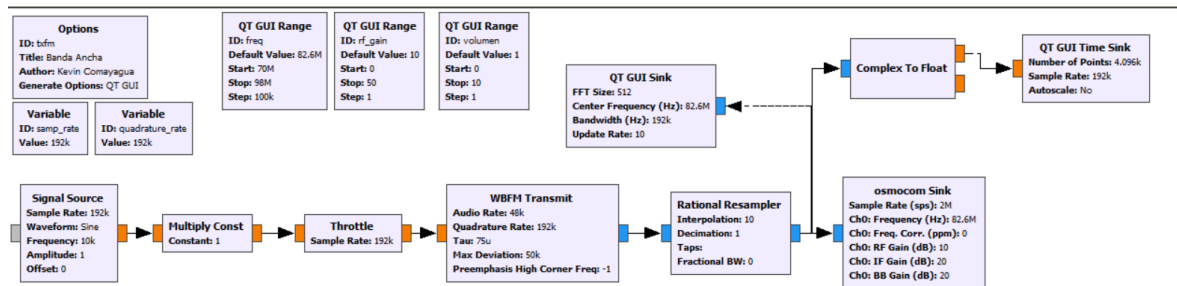 Options
ID: txfm
Title: Banda Ancha
Author: Kevin Comayagua
Generate Options: QT GUI
Variable
ID: samp_rate
Value: 192k
Variable
ID: quadrature_rate
Value: 192k
QT GUI Range
ID: freq
Default Value: 82.6M
Start: 70M
Stop: 98M
Step: 100k
QT GUI Range
ID: rf_gain
Default Value: 10
Start: 0
Stop: 50
Step: 1
QT GUI Range
ID: volumen
Default Value: 1
Start: 0
Stop: 10
Step: 1
QT GUI Sink
FFT Size: 512
Center Frequency (Hz): 82.6M
Bandwidth (Hz): 192k
Update Rate: 10
Complex To Float
QT GUI Time Sink
Number of Points: 4.096k
Sample Rate: 192k
Autoscale: No
Signal Source
Sample Rate: 192k
Waveform: Sine
Frequency: 10k
Amplitude: 1
Offset: 0
Multiply Const
Constant: 1
Throttle
Sample Rate: 192k
WBFM Transmit
Audio Rate: 48k
Quadrature Rate: 192k
Tau: 75u
Max Deviation: 50k
Preemphasis High Corner Freq: -1
Rational Resampler
Interpolation: 10
Decimation: 1
Taps:
Fractional BW: 0
osmocom Sink
Sample Rate (sps): 2M
Ch0: Frequency (Hz): 82.6M
Ch0: Freq. Corr. (ppm): 0
Ch0: RF Gain (dB): 10
Ch0: IF Gain (dB): 20
Ch0: BB Gain (dB): 20